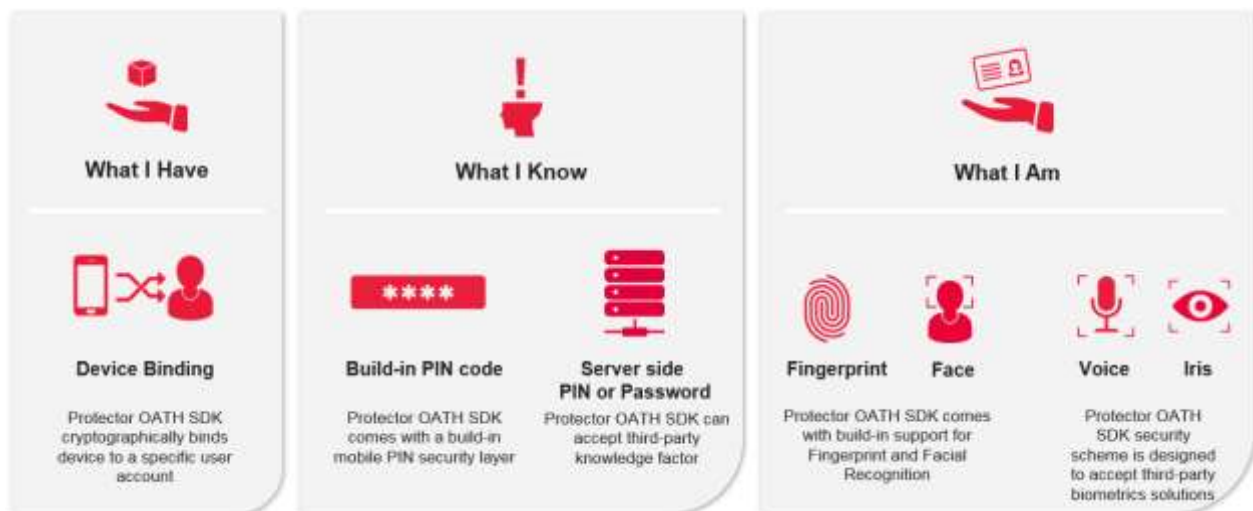 What I Have
Device Binding
Protector OATH SDK
cryptographically binds
device to a specific user
account
What I Know
****
Build-in PIN code
Protector OATH SDK
comes with a build-in
mobile PIN security layer
Server side
PIN or Password
Protector OATH SDK can
accept third-party
knowledge factor
What I Am
Fingerprint
Face
Protector OATH SDK comes
with build-in support for
Fingerprint and Facial
Recognition
Voice
Iris
Protector OATH
SDK security
scheme is designed
to accept third-party
biometrics solutions